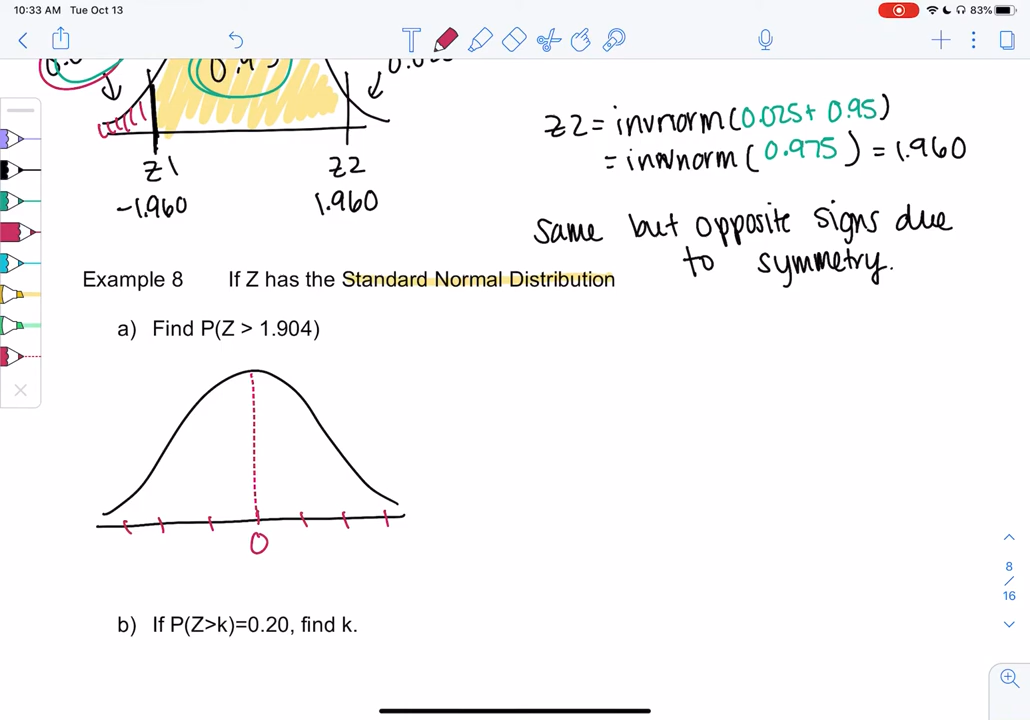 10:33 AM Tue Oct 13
83%
z2 = invnorm(0.025+ 0.95)
= invnorm( 0.975 ) = 1.960
z1
z2
-1.960
1.960
same but opposite signs due
to symmetry.
Example 8 If Z has the Standard Normal Distribution
a) Find P(Z > 1.904)
0
b) If P(Z>k)=0.20, find k.
8
/
16